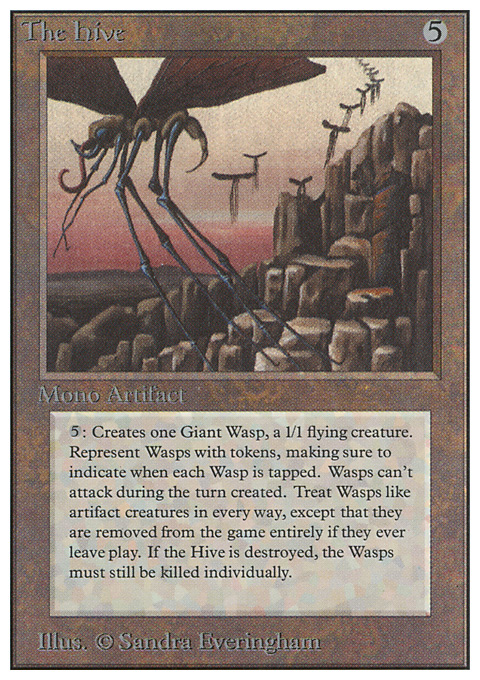 The Hive
5
Mono Artifact
5: Creates one Giant Wasp, a 1/1 flying creature.
Represent Wasps with tokens, making sure to
indicate when each Wasp is tapped. Wasps can't
attack during the turn created. Treat Wasps like
artifact creatures in every way, except that they
are removed from the game entirely if they ever
leave play. If the Hive is destroyed, the Wasps
must still be killed individually.
Illus. © Sandra Everingham